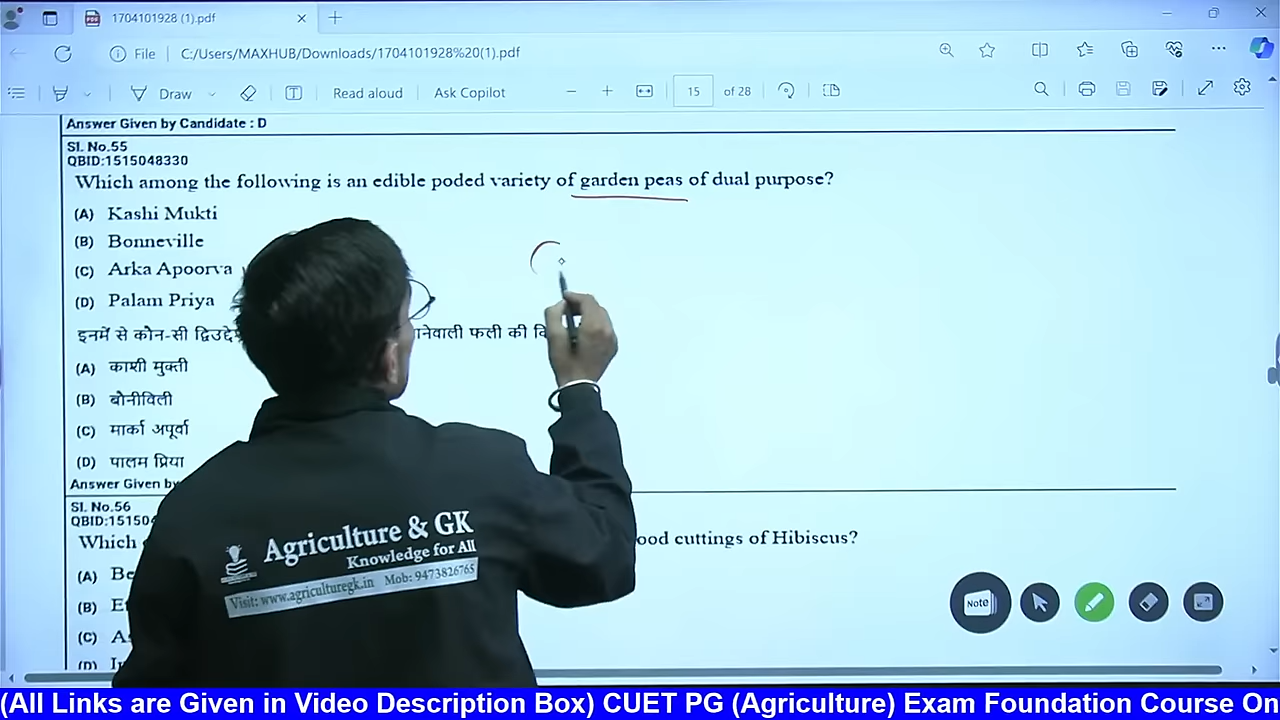 1704101928 (1).pdf
File C:/Users/MAXHUB/Downloads/1704101928%20(1).pdf
Draw Read aloud Ask Copilot 15 of 28
Answer Given by Candidate : D
SI. No.55
QBID:1515048330
Which among the following is an edible poded variety of garden peas of dual purpose?
(A) Kashi Mukti
(B) Bonneville
(C) Arka Apoorva
(D) Palam Priya
इनमें से कौन-सी फली की
(A) काशी मुक्ती
(B) बौनीविली
(C) मार्का अपूर्वा
(D) पालम प्रिया
Answer Given by
SI. No.56
Which cuttings of Hibiscus?
(A)
(B)
(C)
(D)
Agriculture & GK
Knowledge for All
Visit: www.agriculturegk.in Mob: 9473826765
Note
(All Links are Given in Video Description Box) CUET PG (Agriculture) Exam Foundation Course On